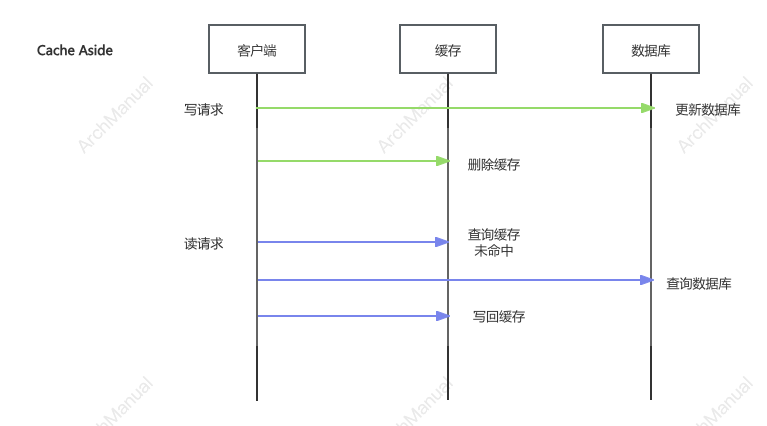 Cache Aside
客户端
缓存
数据库
写请求
更新数据库
删除缓存
读请求
查询缓存
未命中
查询数据库
写回缓存
ArchManual
ArchManual
ArchManual
ArchManual
ArchManual
ArchManual